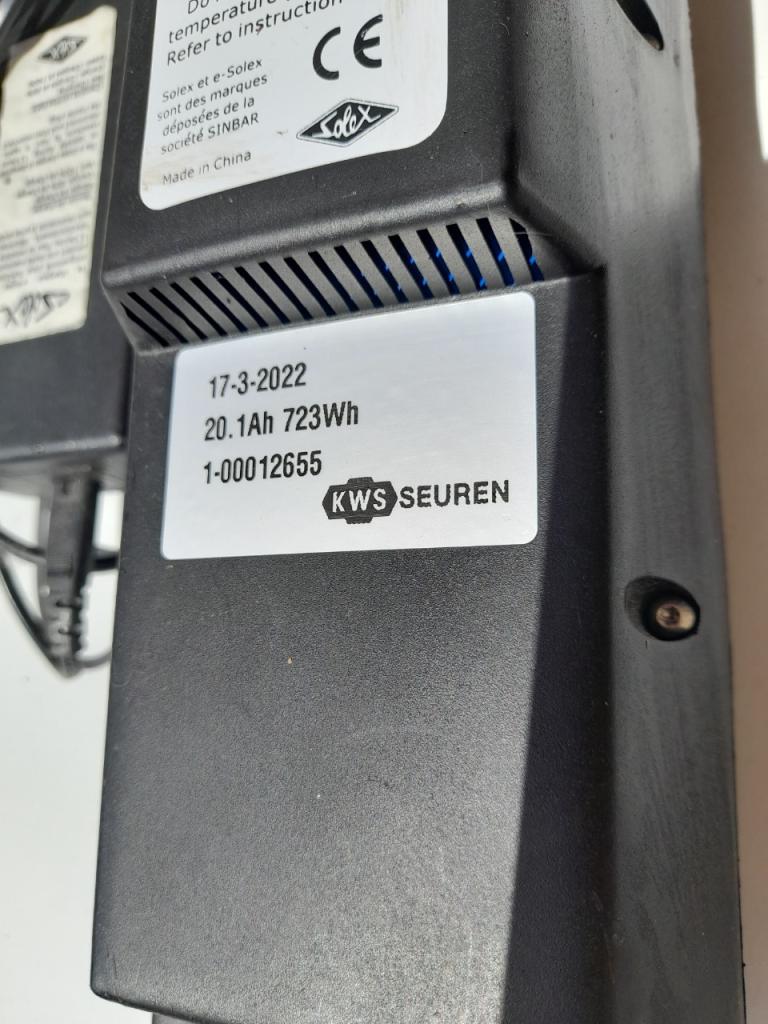 temperature
Refer to instruction
CE
Solex et e-Solex
sont des marques
déposées de la
société SINBAR
Made in China
Solex
17-3-2022
20.1Ah 723Wh
1-00012655
KWS SEUREN
Solex